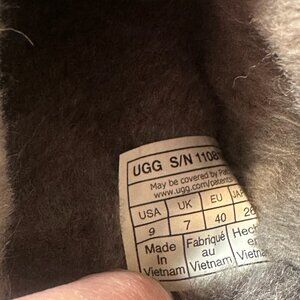 UGG S/N 1108
May be covered by
www.ugg.com/patents
USA UK EU
9 7 40
Made Fabriqué
In au
Vietnam Vietnam